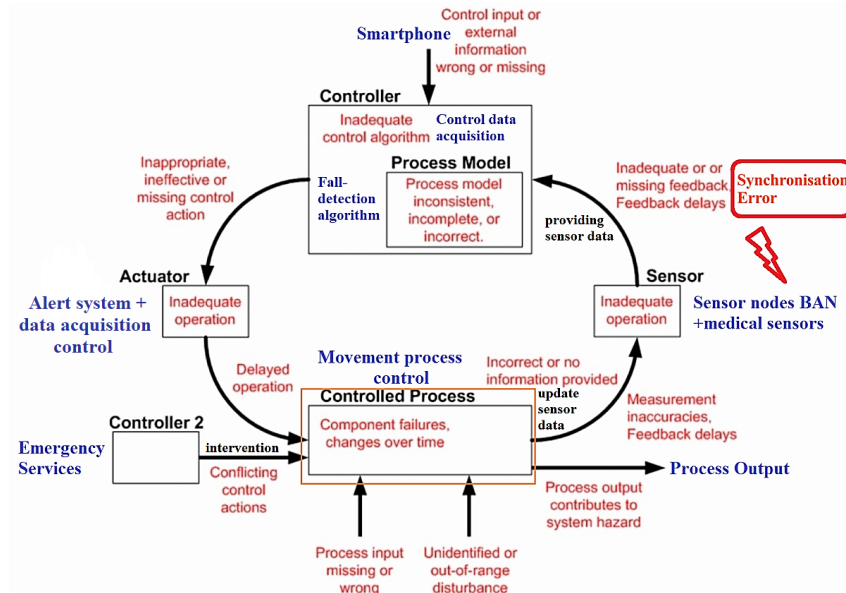 Smartphone
Control input or
external
information
wrong or missing
Controller
Inadequate
control algorithm
Control data
acquisition
Process Model
Process model
inconsistent,
incomplete, or
incorrect.
Fall-
detection
algorithm
Inappropriate,
ineffective or
missing control
action
Inadequate or or
missing feedback,
Feedback delays
Synchronisation
Error
providing
sensor data
Actuator
Inadequate
operation
Alert system +
data acquisition
control
Sensor
Inadequate
operation
Sensor nodes BAN
+medical sensors
Delayed
operation
Movement process
control
Controlled Process
Component failures,
changes over time
Incorrect or no
information provided
update
sensor
data
Measurement
inaccuracies,
Feedback delays
Controller 2
Emergency
Services
intervention
Conflicting
control
actions
Process Output
Process output
contributes to
system hazard
Process input
missing or
wrong
Unidentified or
out-of-range
disturbance